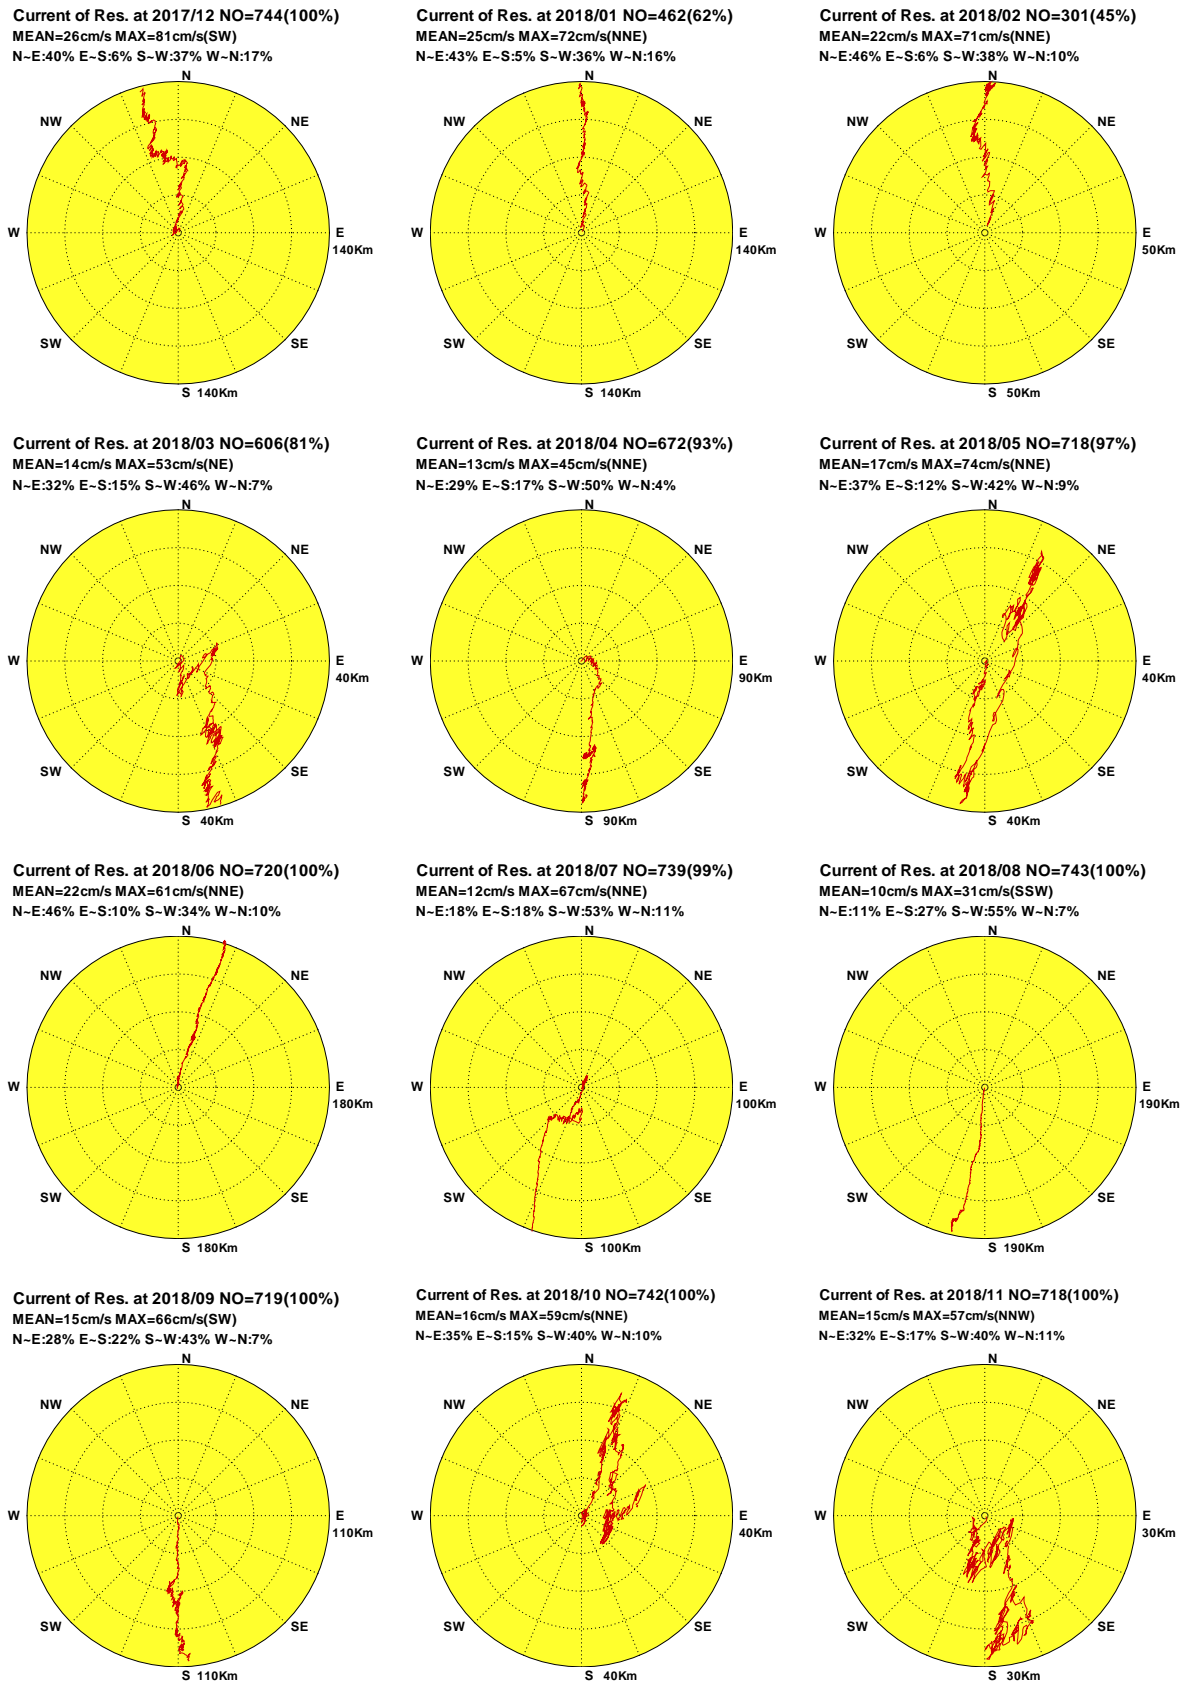 Current of Res. at 2017/12 NO=744(100%)
MEAN=26cm/s MAX=81cm/s(SW)
N~E:40% E~S:6% S~W:37% W~N:17%
N
NW
NE
W
E
140Km
SW
SE
S 140Km
Current of Res. at 2018/01 NO=462(62%)
MEAN=25cm/s MAX=72cm/s(NNE)
N~E:43% E~S:5% S~W:36% W~N:16%
N
NW
NE
W
E
140Km
SW
SE
S 140Km
Current of Res. at 2018/02 NO=301(45%)
MEAN=22cm/s MAX=71cm/s(NNE)
N~E:46% E~S:6% S~W:38% W~N:10%
N
NW
NE
W
E
50Km
SW
SE
S 50Km
Current of Res. at 2018/03 NO=606(81%)
MEAN=14cm/s MAX=53cm/s(NE)
N~E:32% E~S:15% S~W:46% W~N:7%
N
NW
NE
W
E
40Km
SW
SE
S 40Km
Current of Res. at 2018/04 NO=672(93%)
MEAN=13cm/s MAX=45cm/s(NNE)
N~E:29% E~S:17% S~W:50% W~N:4%
N
NW
NE
W
E
90Km
SW
SE
S 90Km
Current of Res. at 2018/05 NO=718(97%)
MEAN=17cm/s MAX=74cm/s(NNE)
N~E:37% E~S:12% S~W:42% W~N:9%
N
NW
NE
W
E
40Km
SW
SE
S 40Km
Current of Res. at 2018/06 NO=720(100%)
MEAN=22cm/s MAX=61cm/s(NNE)
N~E:46% E~S:10% S~W:34% W~N:10%
N
NW
NE
W
E
180Km
SW
SE
S 180Km
Current of Res. at 2018/07 NO=739(99%)
MEAN=12cm/s MAX=67cm/s(NNE)
N~E:18% E~S:18% S~W:53% W~N:11%
N
NW
NE
W
E
100Km
SW
SE
S 100Km
Current of Res. at 2018/08 NO=743(100%)
MEAN=10cm/s MAX=31cm/s(SSW)
N~E:11% E~S:27% S~W:55% W~N:7%
N
NW
NE
W
E
190Km
SW
SE
S 190Km
Current of Res. at 2018/09 NO=719(100%)
MEAN=15cm/s MAX=66cm/s(SW)
N~E:28% E~S:22% S~W:43% W~N:7%
N
NW
NE
W
E
110Km
SW
SE
S 110Km
Current of Res. at 2018/10 NO=742(100%)
MEAN=16cm/s MAX=59cm/s(NNE)
N~E:35% E~S:15% S~W:40% W~N:10%
N
NW
NE
W
E
40Km
SW
SE
S 40Km
Current of Res. at 2018/11 NO=718(100%)
MEAN=15cm/s MAX=57cm/s(NNW)
N~E:32% E~S:17% S~W:40% W~N:11%
N
NW
NE
W
E
30Km
SW
SE
S 30Km